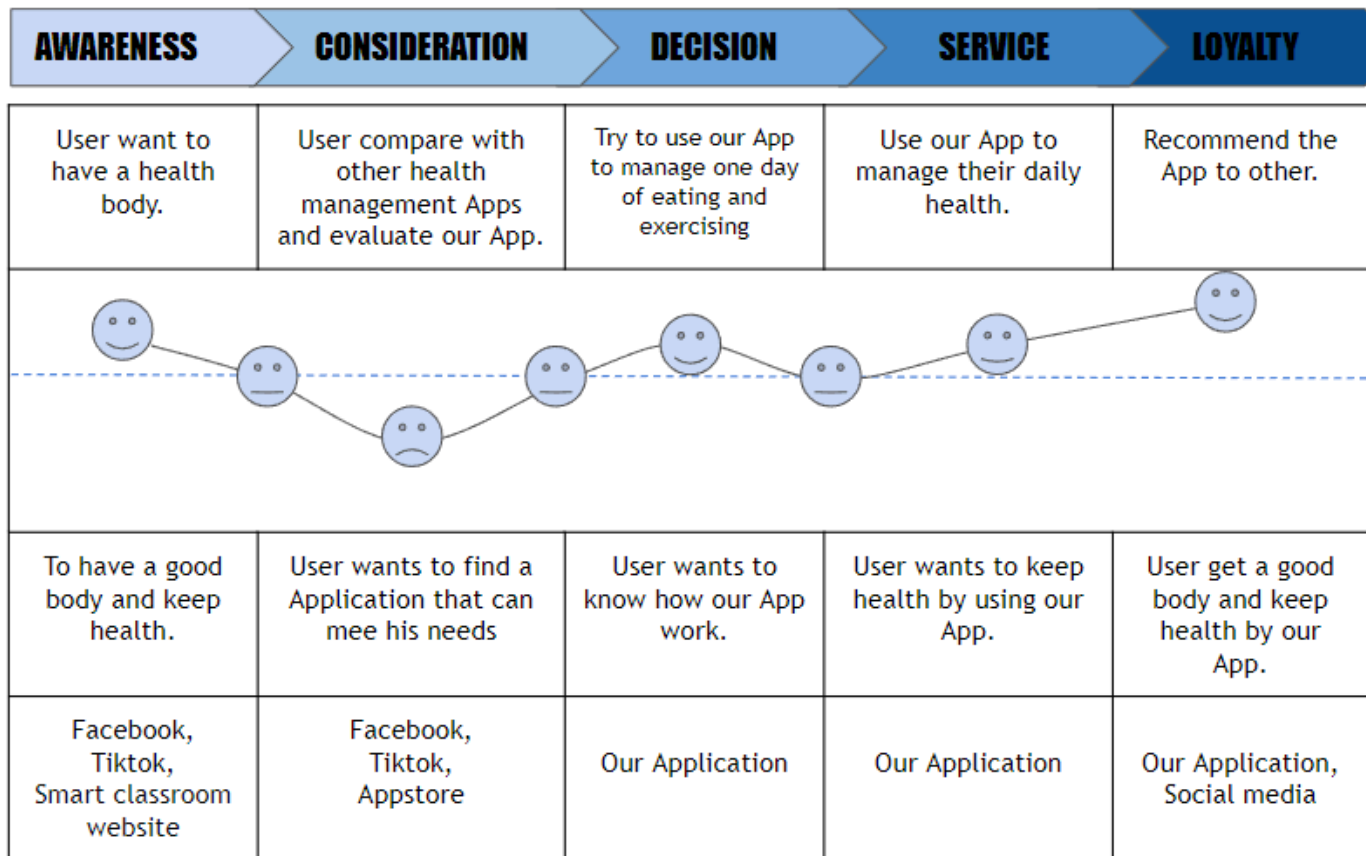 AWARENESS
CONSIDERATION
DECISION
SERVICE
LOYALTY
User want to
have a health
body.
User compare with
other health
management Apps
and evaluate our App.
Try to use our App
to manage one day
of eating and
exercising
Use our App to
manage their daily
health.
Recommend the
App to other.
To have a good
body and keep
health.
User wants to find a
Application that can
mee his needs
User wants to
know how our App
work.
User wants to keep
health by using our
App.
User get a good
body and keep
health by our
App.
Facebook,
Tiktok,
Smart classroom
website
Facebook,
Tiktok,
Appstore
Our Application
Our Application
Our Application,
Social media